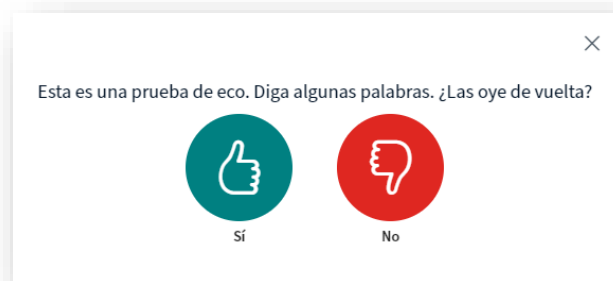 Esta es una prueba de eco. Diga algunas palabras. ¿Las oye de vuelta?
Sí
No